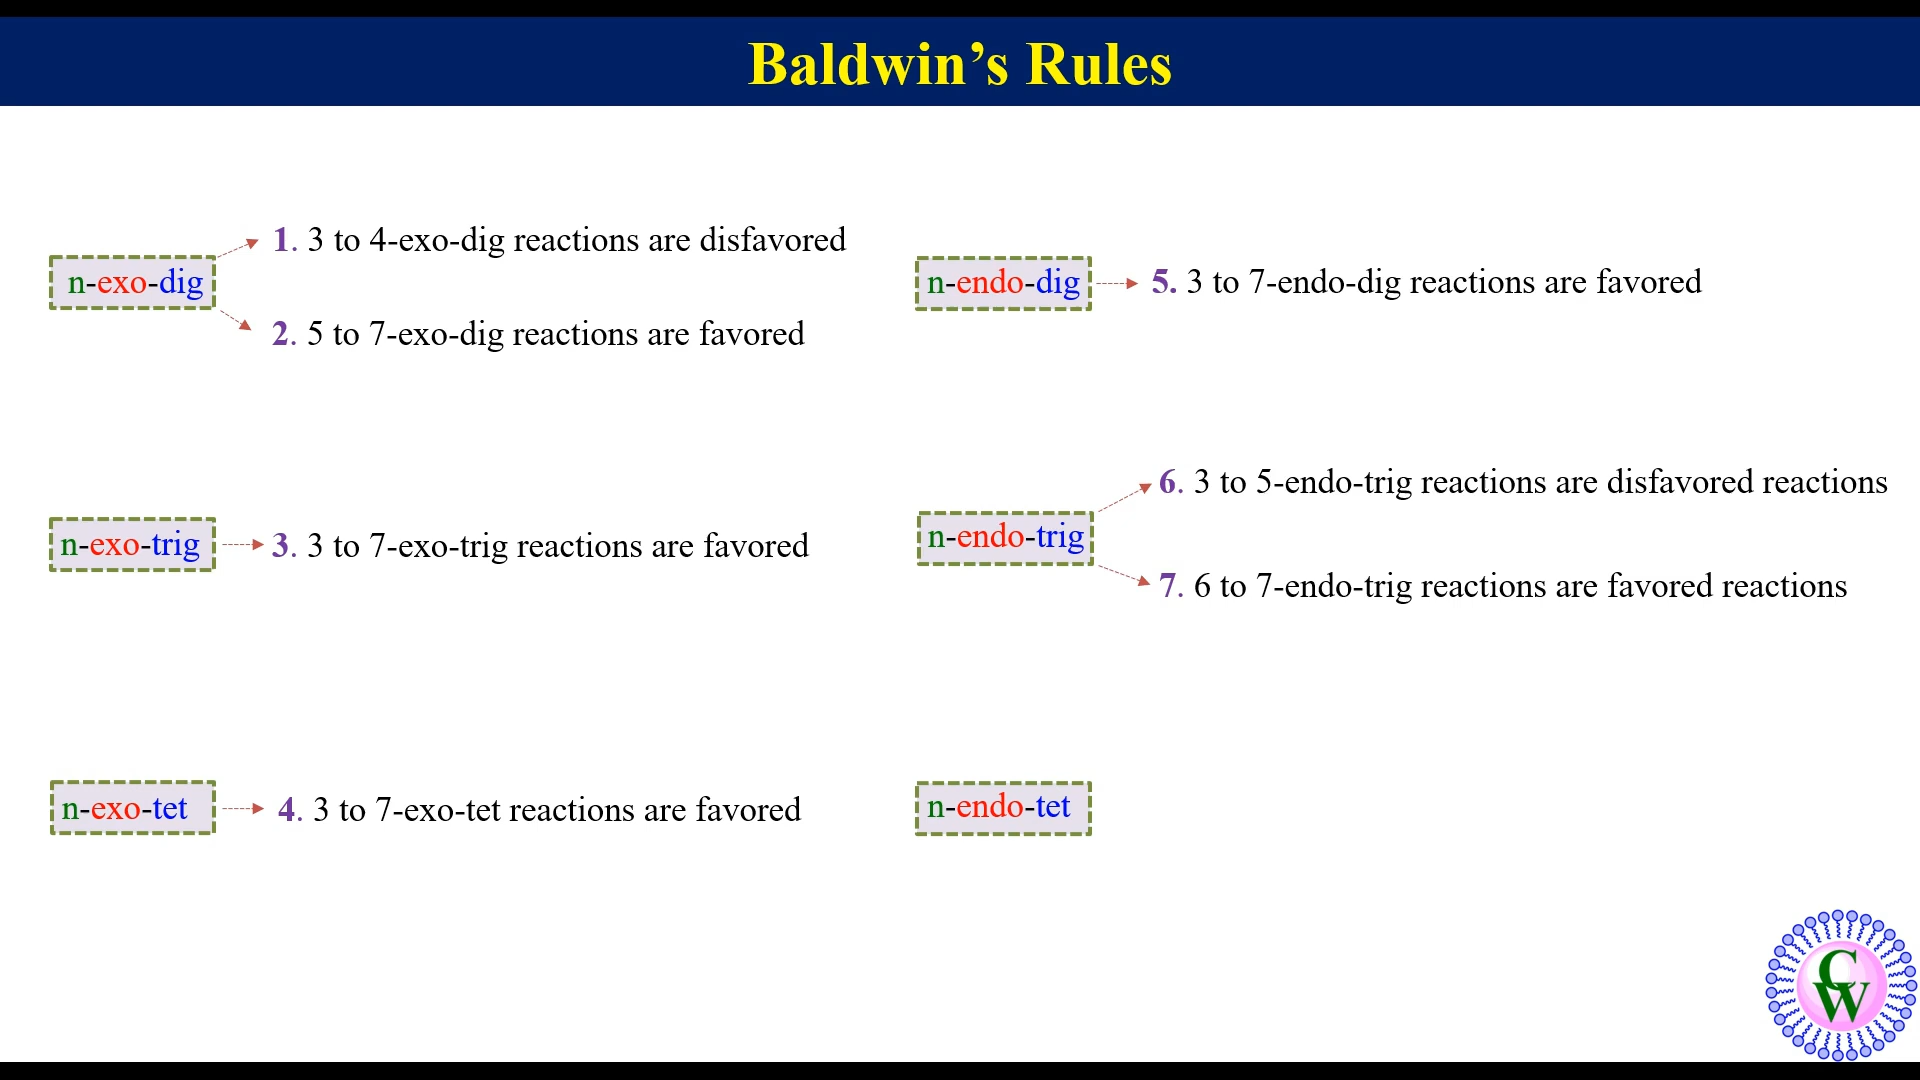 Baldwin’s Rules
n-exo-dig
1. 3 to 4-exo-dig reactions are disfavored
2. 5 to 7-exo-dig reactions are favored
n-endo-dig
5. 3 to 7-endo-dig reactions are favored
n-exo-trig
3. 3 to 7-exo-trig reactions are favored
n-endo-trig
6. 3 to 5-endo-trig reactions are disfavored reactions
7. 6 to 7-endo-trig reactions are favored reactions
n-exo-tet
4. 3 to 7-exo-tet reactions are favored
n-endo-tet
CW